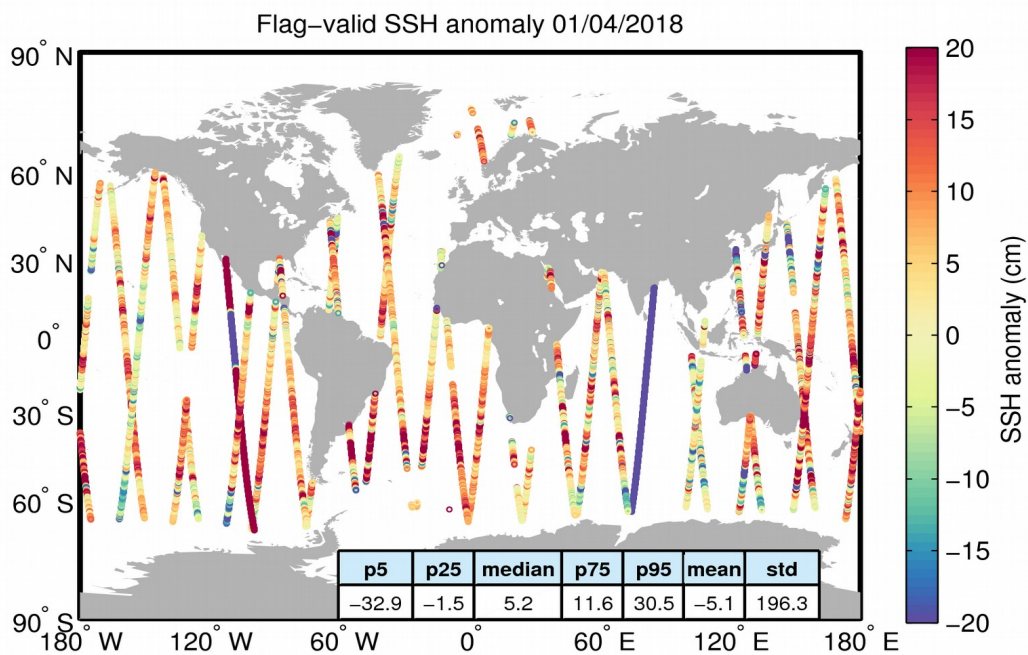 Flag−valid SSH anomaly 01/04/2018
90° N
60° N
30° N
0°
30° S
60° S
90° S
180° W
120° W
60° W
0°
60° E
120° E
180° E
p5 p25 median p75 p95 mean std
−32.9 −1.5 5.2 11.6 30.5 −5.1 196.3
20
15
10
5
0
−5
−10
−15
−20
SSH anomaly (cm)